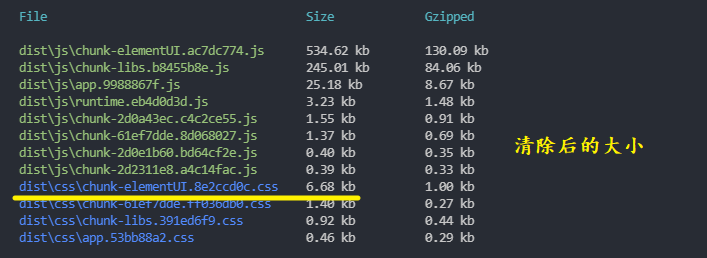 File Size Gzipped
dist\js\chunk-elementUI.ac7dc774.js 534.62 kb 130.09 kb
dist\js\chunk-libs.b8455b8e.js 245.01 kb 84.06 kb
dist\js\app.9988867f.js 25.18 kb 8.67 kb
dist\js\runtime.eb4d0d3d.js 3.23 kb 1.48 kb
dist\js\chunk-2d0a43ec.c4c2ce55.js 1.55 kb 0.91 kb
dist\js\chunk-61ef7dde.8d068027.js 1.37 kb 0.69 kb
dist\js\chunk-2d0e1b60.bd64cf2e.js 0.40 kb 0.35 kb
dist\js\chunk-2d2311e8.a4c14fac.js 0.39 kb 0.33 kb
清除后的大小
dist\css\chunk-elementUI.8e2ccd0c.css 6.68 kb 1.00 kb
dist\css\chunk-61ef7dde.ff036db0.css 1.40 kb 0.27 kb
dist\css\chunk-libs.391ed6f9.css 0.92 kb 0.44 kb
dist\css\app.53bb88a2.css 0.46 kb 0.29 kb